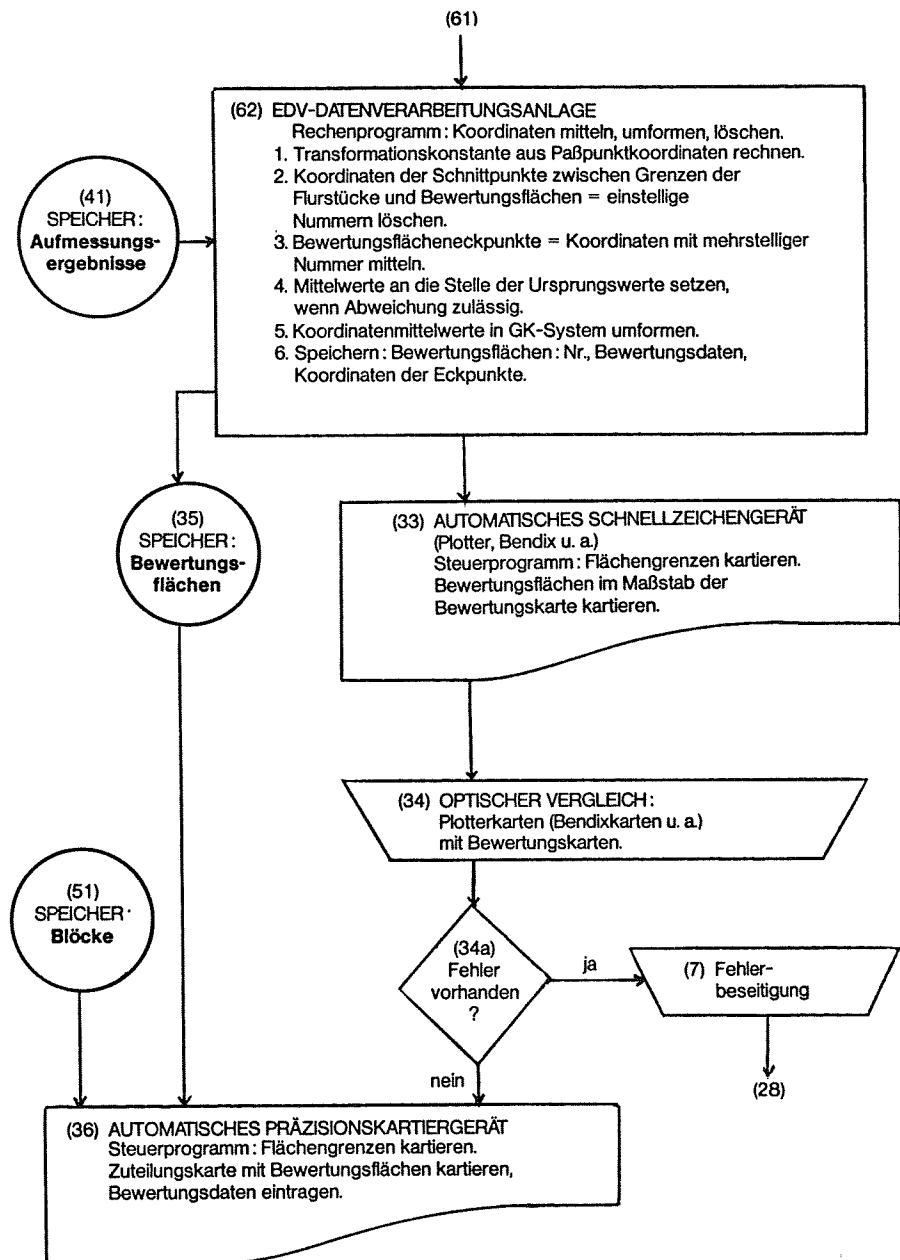 (61)
(62) EDV-DATENVERARBEITUNGSANLAGE
Rechenprogramm: Koordinaten mitteln, umformen, löschen.
1. Transformationskonstante aus Paßpunktkoordinaten rechnen.
2. Koordinaten der Schnittpunkte zwischen Grenzen der
Flurstücke und Bewertungsflächen = einstellige
Nummern löschen.
3. Bewertungsflächeneckpunkte = Koordinaten mit mehrstelliger
Nummer mitteln.
4. Mittelwerte an die Stelle der Ursprungswerte setzen,
wenn Abweichung zulässig.
5. Koordinatenmittelwerte in GK-System umformen.
6. Speichern: Bewertungsflächen: Nr., Bewertungsdaten,
Koordinaten der Eckpunkte.
(41)
SPEICHER:
Aufmessungs-
ergebnisse
(35)
SPEICHER:
Bewertungs-
flächen
(33) AUTOMATISCHES SCHNELLZEICHENGERÄT
(Plotter, Bendix u. a.)
Steuerprogramm: Flächengrenzen kartieren.
Bewertungsflächen im Maßstab der
Bewertungskarte kartieren.
(34) OPTISCHER VERGLEICH:
Plotterkarten (Bendixkarten u. a.)
mit Bewertungskarten.
(51)
SPEICHER·
Blöcke
(34a)
Fehler
vorhanden
?
ja
(7) Fehler-
beseitigung
(28)
nein
(36) AUTOMATISCHES PRÄZISIONSKARTIERGERÄT
Steuerprogramm: Flächengrenzen kartieren.
Zuteilungskarte mit Bewertungsflächen kartieren,
Bewertungsdaten eintragen.